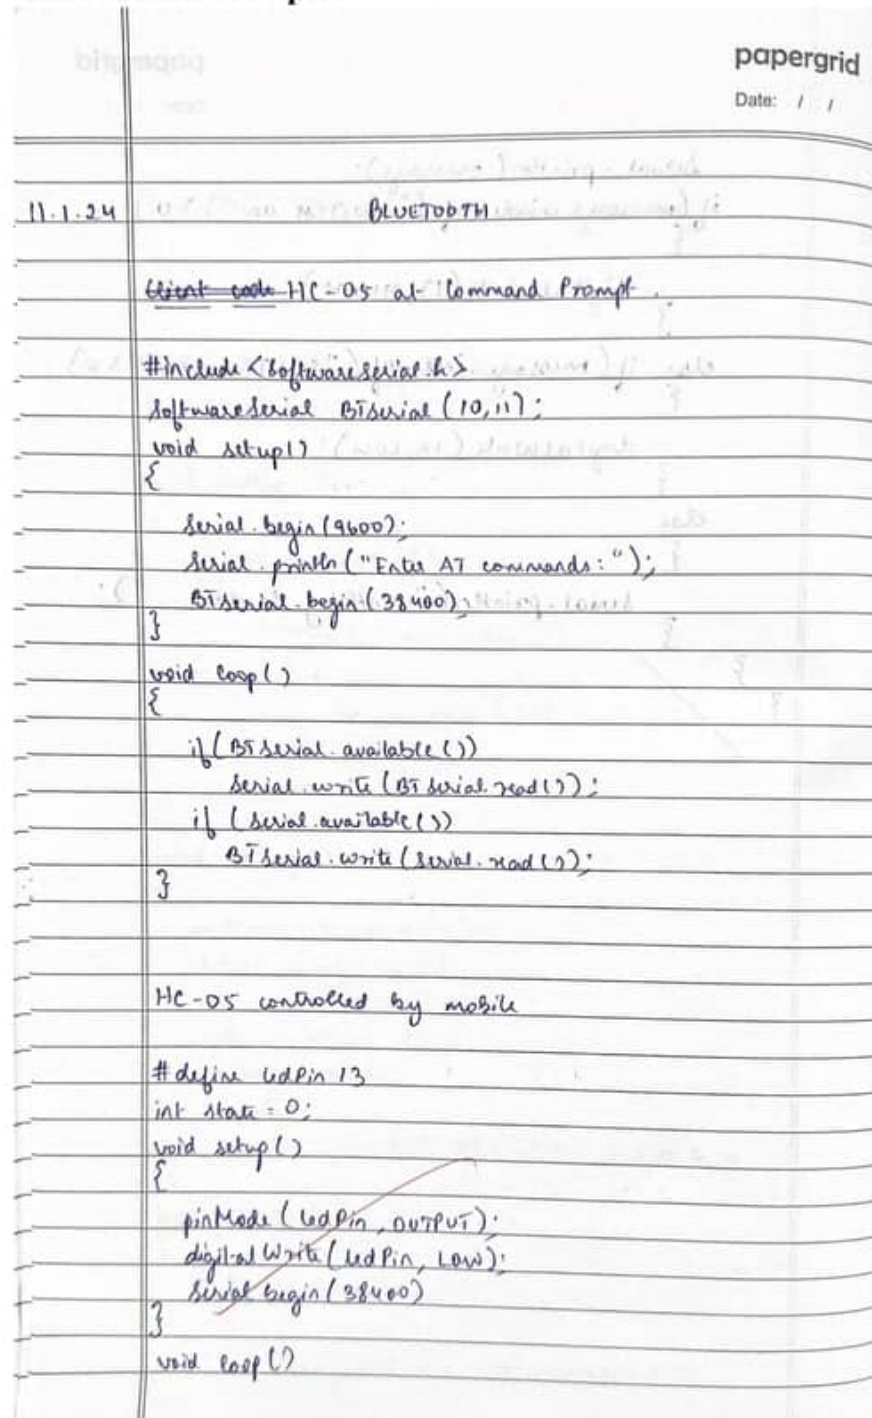 papergrid
Date: / /
11.1.24 BLUETOOTH
Client code HC-05 at Command Prompt
#include <SoftwareSerial.h>
SoftwareSerial BTSerial (10,11);
void setup()
{
Serial.begin(9600);
Serial.println("Enter AT commands:");
BTSerial.begin(38400);
}
void loop()
{
if(BTSerial.available())
Serial.write(BTSerial.read());
if (Serial.available())
BTSerial.write(Serial.read());
}
HC-05 controlled by mobile
#define ledPin 13
int state = 0;
void setup()
{
pinMode (ledPin, OUTPUT);
digitalWrite(ledPin, LOW);
Serial begin(38400)
}
void loop()